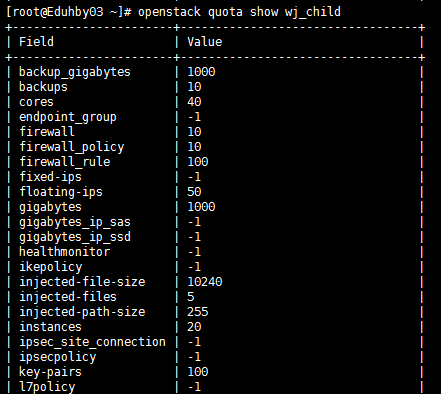 [root@Eduhby03 ~]# openstack quota show wj_child
+----------------------+----------------------------------+
| Field | Value |
+----------------------+----------------------------------+
| backup_gigabytes | 1000 |
| backups | 10 |
| cores | 40 |
| endpoint_group | -1 |
| firewall | 10 |
| firewall_policy | 10 |
| firewall_rule | 100 |
| fixed-ips | -1 |
| floating-ips | 50 |
| gigabytes | 1000 |
| gigabytes_ip_sas | -1 |
| gigabytes_ip_ssd | -1 |
| healthmonitor | -1 |
| ikepolicy | -1 |
| injected-file-size | 10240 |
| injected-files | 5 |
| injected-path-size | 255 |
| instances | 20 |
| ipsec_site_connection | -1 |
| ipsecpolicy | -1 |
| key-pairs | 100 |
| l7policy | -1 |